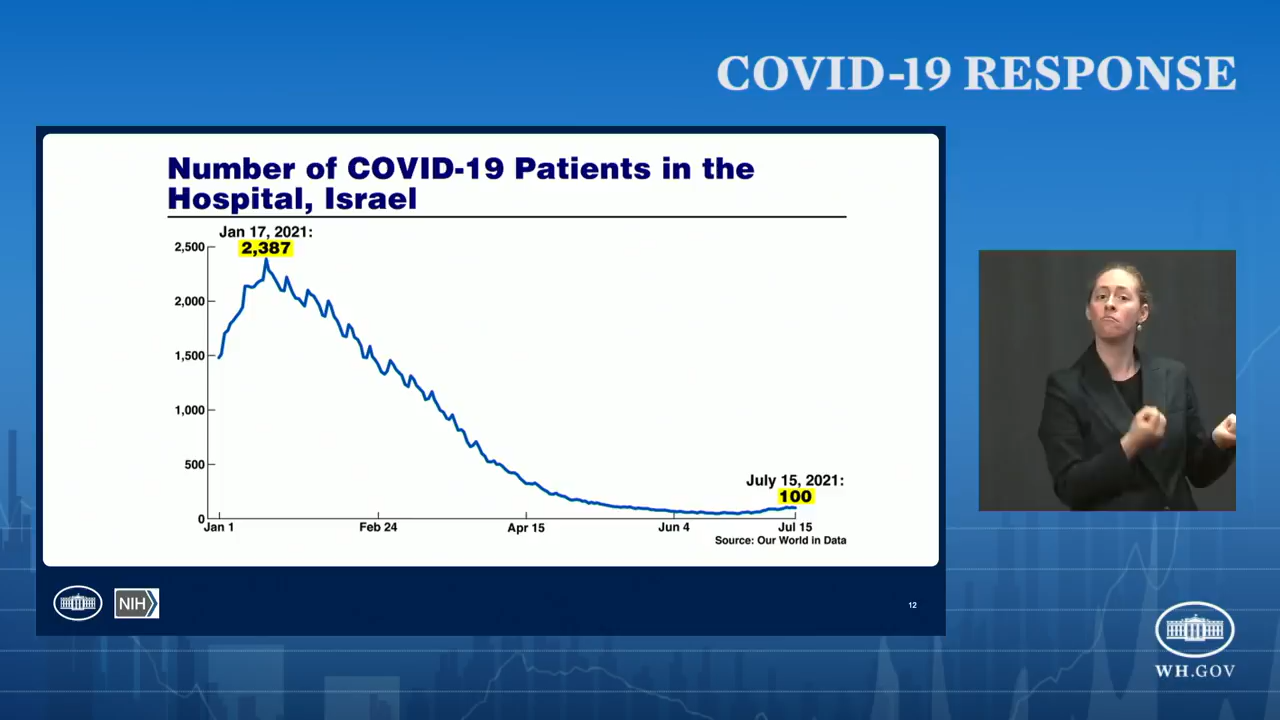 COVID-19 RESPONSE
Number of COVID-19 Patients in the
Hospital, Israel
Jan 17, 2021:
2,387
2,500
2,000
1,500
1,000
500
0
July 15, 2021:
100
Jan 1
Feb 24
Apr 15
Jun 4
Jul 15
Source: Our World in Data
NIH
12
WH.GOV